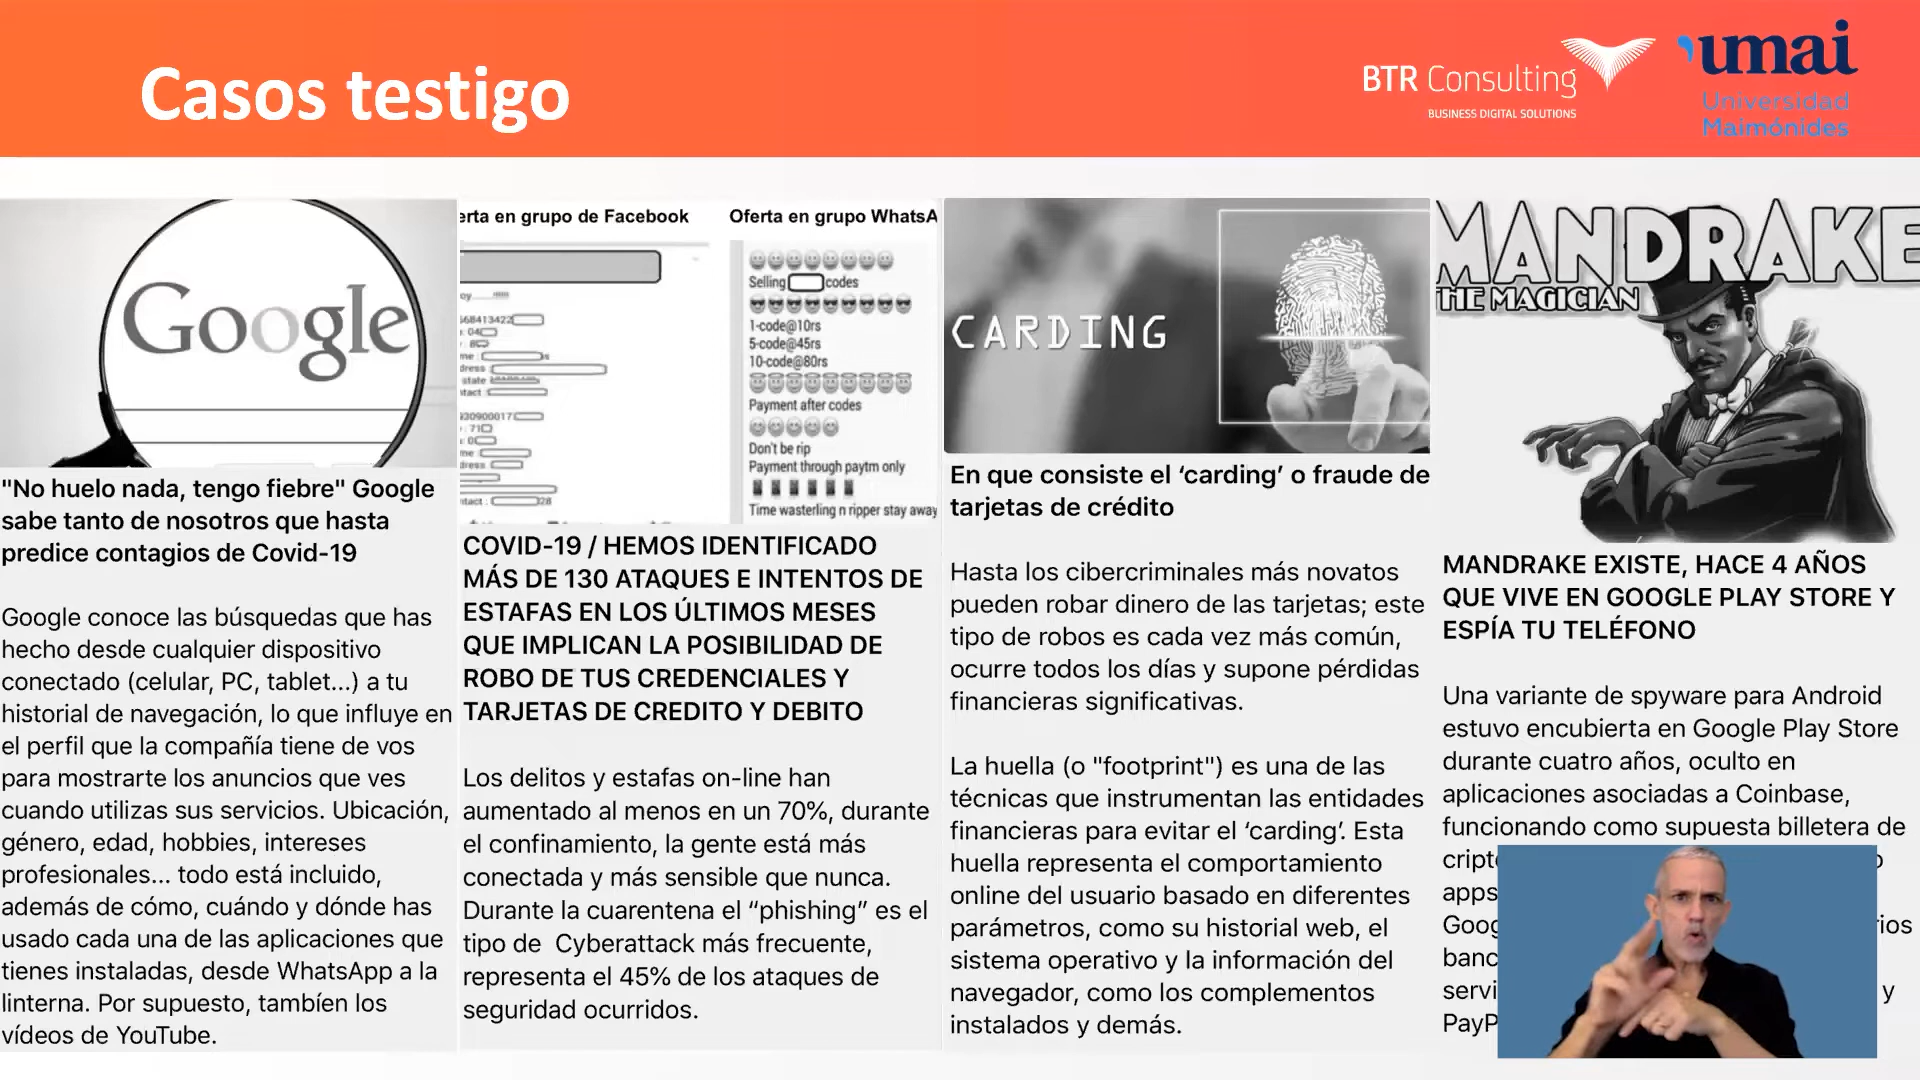 Casos testigo
BTR Consulting
BUSINESS DIGITAL SOLUTIONS
umai
Universidad
Maimónides
Google
"No huelo nada, tengo fiebre" Google
sabe tanto de nosotros que hasta
predice contagios de Covid-19
Google conoce las búsquedas que has
hecho desde cualquier dispositivo
conectado (celular, PC, tablet...) a tu
historial de navegación, lo que influye en
el perfil que la compañía tiene de vos
para mostrarte los anuncios que ves
cuando utilizas sus servicios. Ubicación,
género, edad, hobbies, intereses
profesionales... todo está incluido,
además de cómo, cuándo y dónde has
usado cada una de las aplicaciones que
tienes instaladas, desde WhatsApp a la
linterna. Por supuesto, tambíen los
vídeos de YouTube.
erta en grupo de Facebook
68413422
04
state
930900017
: 71
28
Oferta en grupo WhatsA
Selling codes
1-code@10rs
5-code@45rs
10-code@80rs
Payment after codes
Don't be rip
Payment through paytm only
Time wasterling n ripper stay away
COVID-19 / HEMOS IDENTIFICADO
MÁS DE 130 ATAQUES E INTENTOS DE
ESTAFAS EN LOS ÚLTIMOS MESES
QUE IMPLICAN LA POSIBILIDAD DE
ROBO DE TUS CREDENCIALES Y
TARJETAS DE CREDITO Y DEBITO
Los delitos y estafas on-line han
aumentado al menos en un 70%, durante
el confinamiento, la gente está más
conectada y más sensible que nunca.
Durante la cuarentena el “phishing” es el
tipo de Cyberattack más frecuente,
representa el 45% de los ataques de
seguridad ocurridos.
CARDING
En que consiste el ‘carding’ o fraude de
tarjetas de crédito
Hasta los cibercriminales más novatos
pueden robar dinero de las tarjetas; este
tipo de robos es cada vez más común,
ocurre todos los días y supone pérdidas
financieras significativas.
La huella (o "footprint") es una de las
técnicas que instrumentan las entidades
financieras para evitar el ‘carding’. Esta
huella representa el comportamiento
online del usuario basado en diferentes
parámetros, como su historial web, el
sistema operativo y la información del
navegador, como los complementos
instalados y demás.
MANDRAKE
THE MAGICIAN
MANDRAKE EXISTE, HACE 4 AÑOS
QUE VIVE EN GOOGLE PLAY STORE Y
ESPÍA TU TELÉFONO
Una variante de spyware para Android
estuvo encubierta en Google Play Store
durante cuatro años, oculto en
aplicaciones asociadas a Coinbase,
funcionando como supuesta billetera de
cript
apps
Goog rios
banc
servi y
PayP